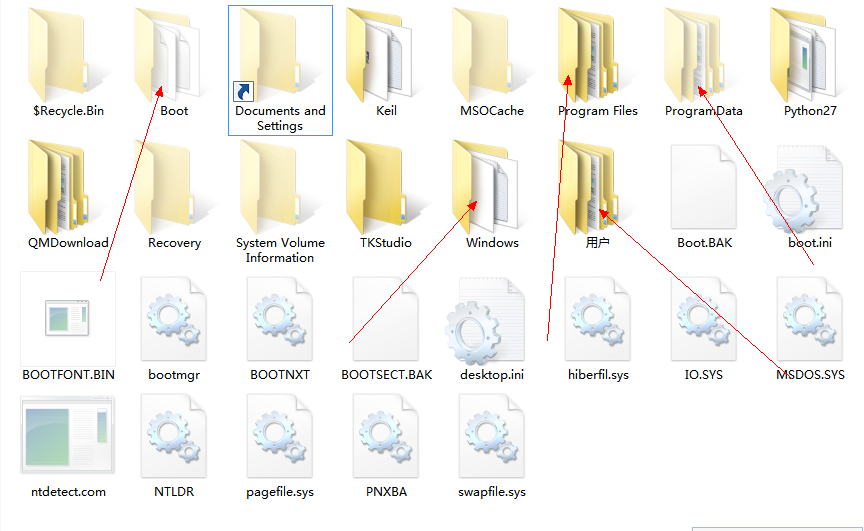 $Recycle.Bin
Boot
Documents and
Settings
Keil
MSOCache
Program Files
ProgramData
Python27
QMDownload
Recovery
System Volume
Information
TKStudio
Windows
用户
Boot.BAK
boot.ini
BOOTFONT.BIN
bootmgr
BOOTNXT
BOOTSECT.BAK
desktop.ini
hiberfil.sys
IO.SYS
MSDOS.SYS
ntdetect.com
NTLDR
pagefile.sys
PNXBA
swapfile.sys